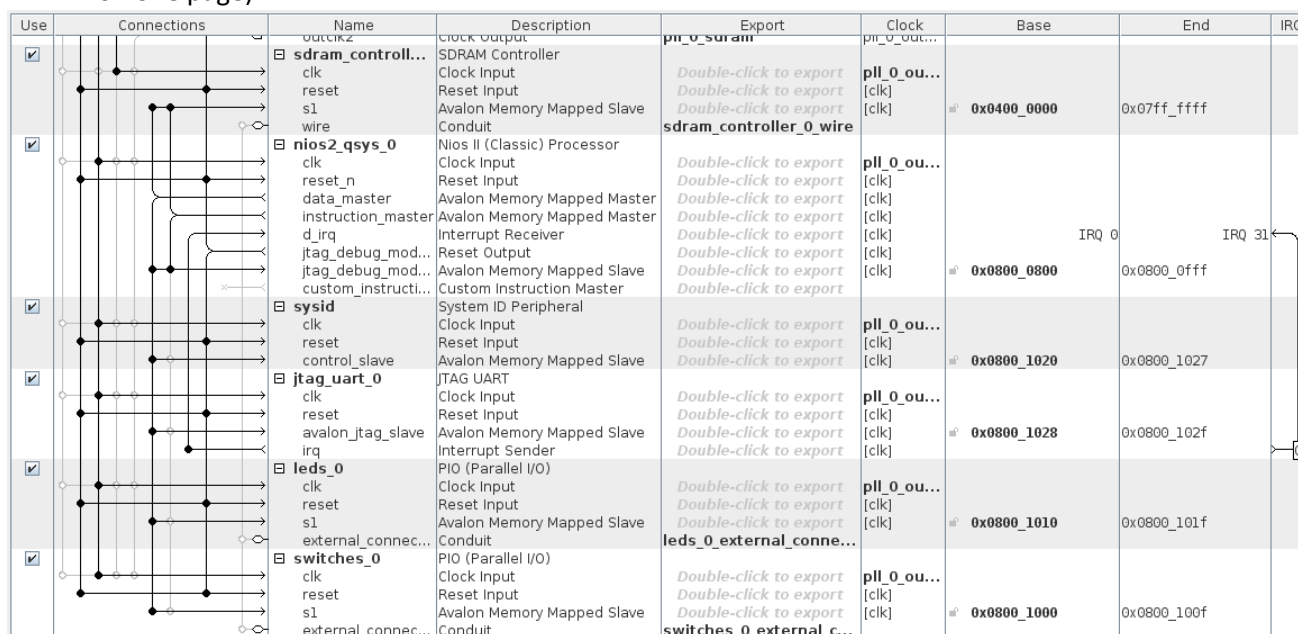 Use Connections Name Description Export Clock Base End
outclk2 Clock Output pll_0_sdram pll_0_out...
sdram_controll... SDRAM Controller
clk Clock Input Double-click to export pll_0_ou...
reset Reset Input Double-click to export [clk]
s1 Avalon Memory Mapped Slave Double-click to export [clk] 0x0400_0000 0x07ff_ffff
wire Conduit sdram_controller_0_wire
nios2_qsys_0 Nios II (Classic) Processor
clk Clock Input Double-click to export pll_0_ou...
reset_n Reset Input Double-click to export [clk]
data_master Avalon Memory Mapped Master Double-click to export [clk]
instruction_master Avalon Memory Mapped Master Double-click to export [clk]
d_irq Interrupt Receiver Double-click to export [clk] IRQ 0 IRQ 31
jtag_debug_mod... Reset Output Double-click to export [clk]
jtag_debug_mod... Avalon Memory Mapped Slave Double-click to export [clk] 0x0800_0800 0x0800_0fff
custom_instructi... Custom Instruction Master Double-click to export
sysid System ID Peripheral
clk Clock Input Double-click to export pll_0_ou...
reset Reset Input Double-click to export [clk]
control_slave Avalon Memory Mapped Slave Double-click to export [clk] 0x0800_1020 0x0800_1027
jtag_uart_0 JTAG UART
clk Clock Input Double-click to export pll_0_ou...
reset Reset Input Double-click to export [clk]
avalon_jtag_slave Avalon Memory Mapped Slave Double-click to export [clk] 0x0800_1028 0x0800_102f
irq Interrupt Sender Double-click to export [clk]
leds_0 PIO (Parallel I/O)
clk Clock Input Double-click to export pll_0_ou...
reset Reset Input Double-click to export [clk]
s1 Avalon Memory Mapped Slave Double-click to export [clk] 0x0800_1010 0x0800_101f
external_connec... Conduit leds_0_external_conne...
switches_0 PIO (Parallel I/O)
clk Clock Input Double-click to export pll_0_ou...
reset Reset Input Double-click to export [clk]
s1 Avalon Memory Mapped Slave Double-click to export [clk] 0x0800_1000 0x0800_100f
external_connec... Conduit switches_0_external_c...